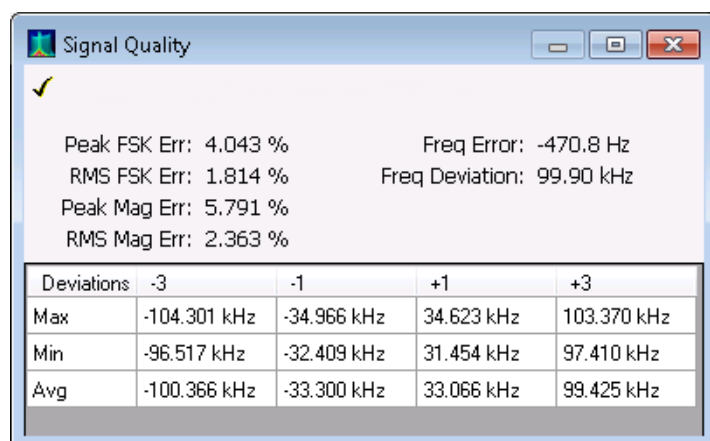 Signal Quality
Peak FSK Err: 4.043 % Freq Error: -470.8 Hz
RMS FSK Err: 1.814 % Freq Deviation: 99.90 kHz
Peak Mag Err: 5.791 %
RMS Mag Err: 2.363 %
Deviations -3 -1 +1 +3
Max -104.301 kHz -34.966 kHz 34.623 kHz 103.370 kHz
Min -96.517 kHz -32.409 kHz 31.454 kHz 97.410 kHz
Avg -100.366 kHz -33.300 kHz 33.066 kHz 99.425 kHz